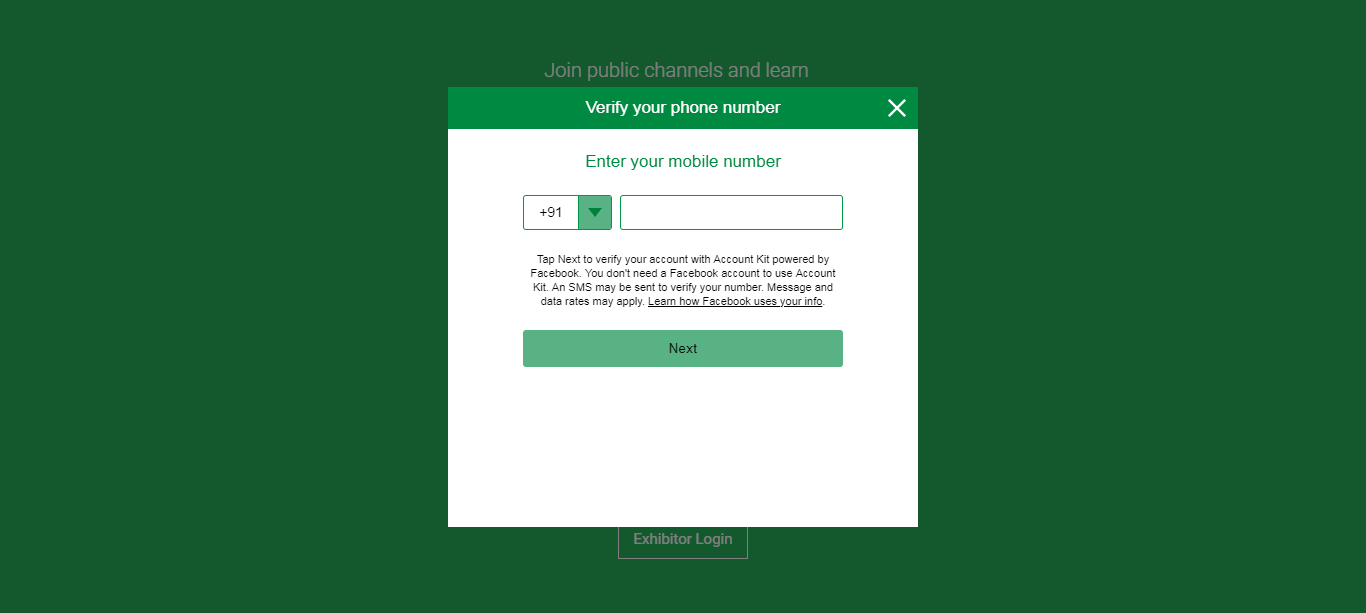 Join public channels and learn
Verify your phone number
Enter your mobile number
+91
Tap Next to verify your account with Account Kit powered by
Facebook. You don't need a Facebook account to use Account
Kit. An SMS may be sent to verify your number. Message and
data rates may apply. Learn how Facebook uses your info.
Next
Exhibitor Login